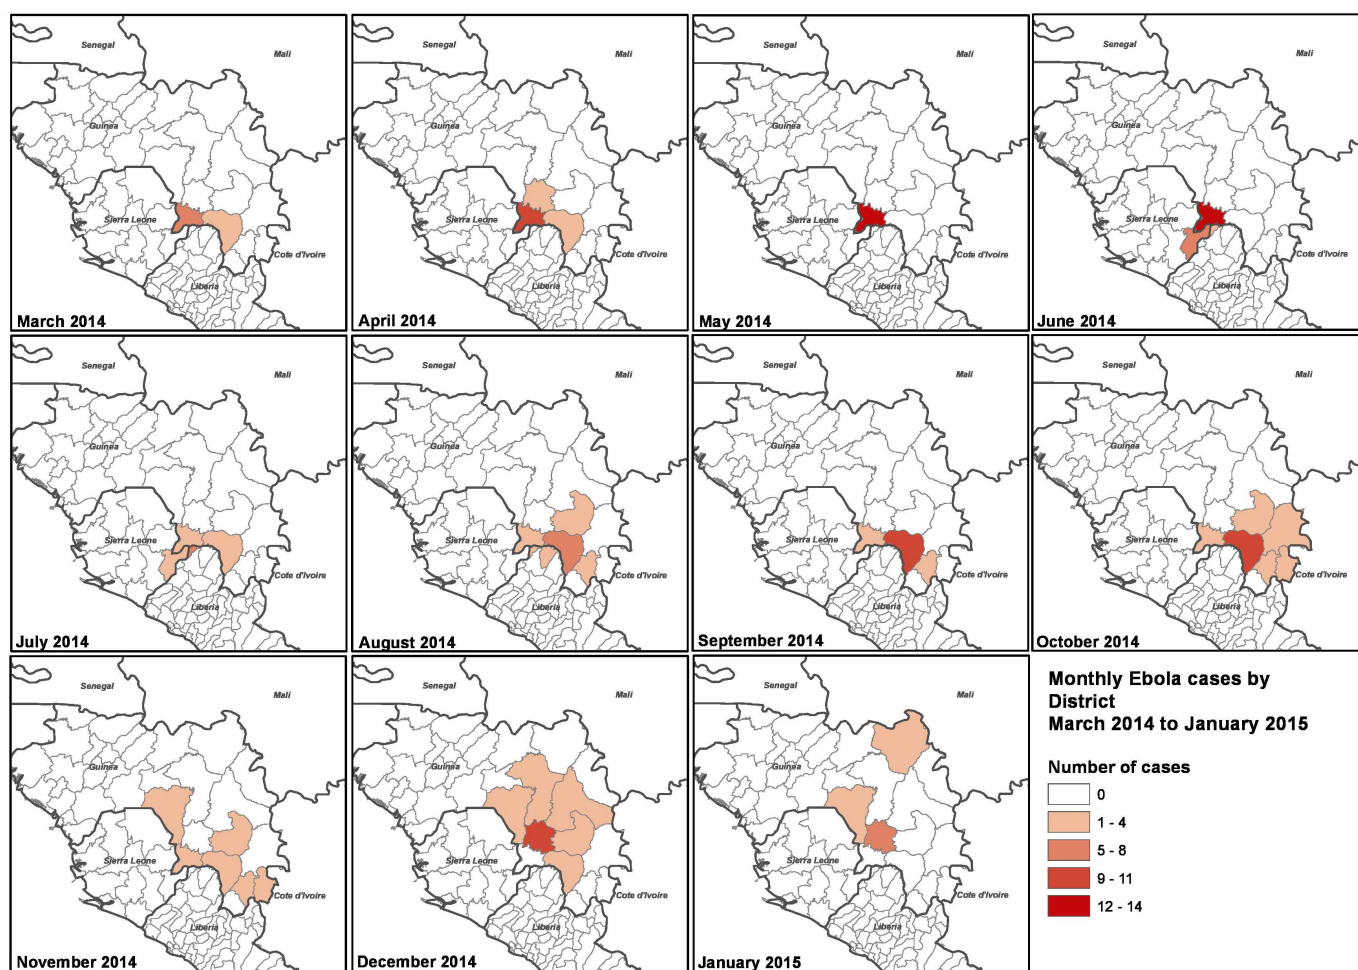 Senegal
Mali
Guinea
Sierra Leone
Cote d'Ivoire
Liberia
March 2014
Senegal
Mali
Guinea
Sierra Leone
Cote d'Ivoire
Liberia
April 2014
Senegal
Mali
Guinea
Sierra Leone
Cote d'Ivoire
Liberia
May 2014
Senegal
Mali
Guinea
Sierra Leone
Cote d'Ivoire
Liberia
June 2014
Senegal
Mali
Guinea
Sierra Leone
Cote d'Ivoire
Liberia
July 2014
Senegal
Mali
Guinea
Sierra Leone
Cote d'Ivoire
Liberia
August 2014
Senegal
Mali
Guinea
Sierra Leone
Cote d'Ivoire
Liberia
September 2014
Senegal
Mali
Guinea
Sierra Leone
Cote d'Ivoire
Liberia
October 2014
Senegal
Mali
Guinea
Sierra Leone
Cote d'Ivoire
Liberia
November 2014
Senegal
Mali
Guinea
Sierra Leone
Cote d'Ivoire
Liberia
December 2014
Senegal
Mali
Guinea
Sierra Leone
Cote d'Ivoire
Liberia
January 2015
Monthly Ebola cases by
District
March 2014 to January 2015
Number of cases
0
1 - 4
5 - 8
9 - 11
12 - 14